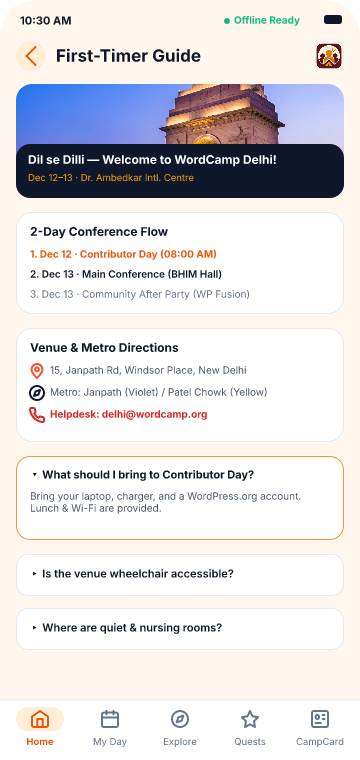 10:30 AM
Offline Ready
First-Timer Guide
Dil se Dilli — Welcome to WordCamp Delhi!
Dec 12–13 · Dr. Ambedkar Intl. Centre
2-Day Conference Flow
1. Dec 12 · Contributor Day (08:00 AM)
2. Dec 13 · Main Conference (BHIM Hall)
3. Dec 13 · Community After Party (WP Fusion)
Venue & Metro Directions
15, Janpath Rd, Windsor Place, New Delhi
Metro: Janpath (Violet) / Patel Chowk (Yellow)
Helpdesk: delhi@wordcamp.org
What should I bring to Contributor Day?
Bring your laptop, charger, and a WordPress.org account.
Lunch & Wi-Fi are provided.
Is the venue wheelchair accessible?
Where are quiet & nursing rooms?
Home My Day Explore Quests CampCard